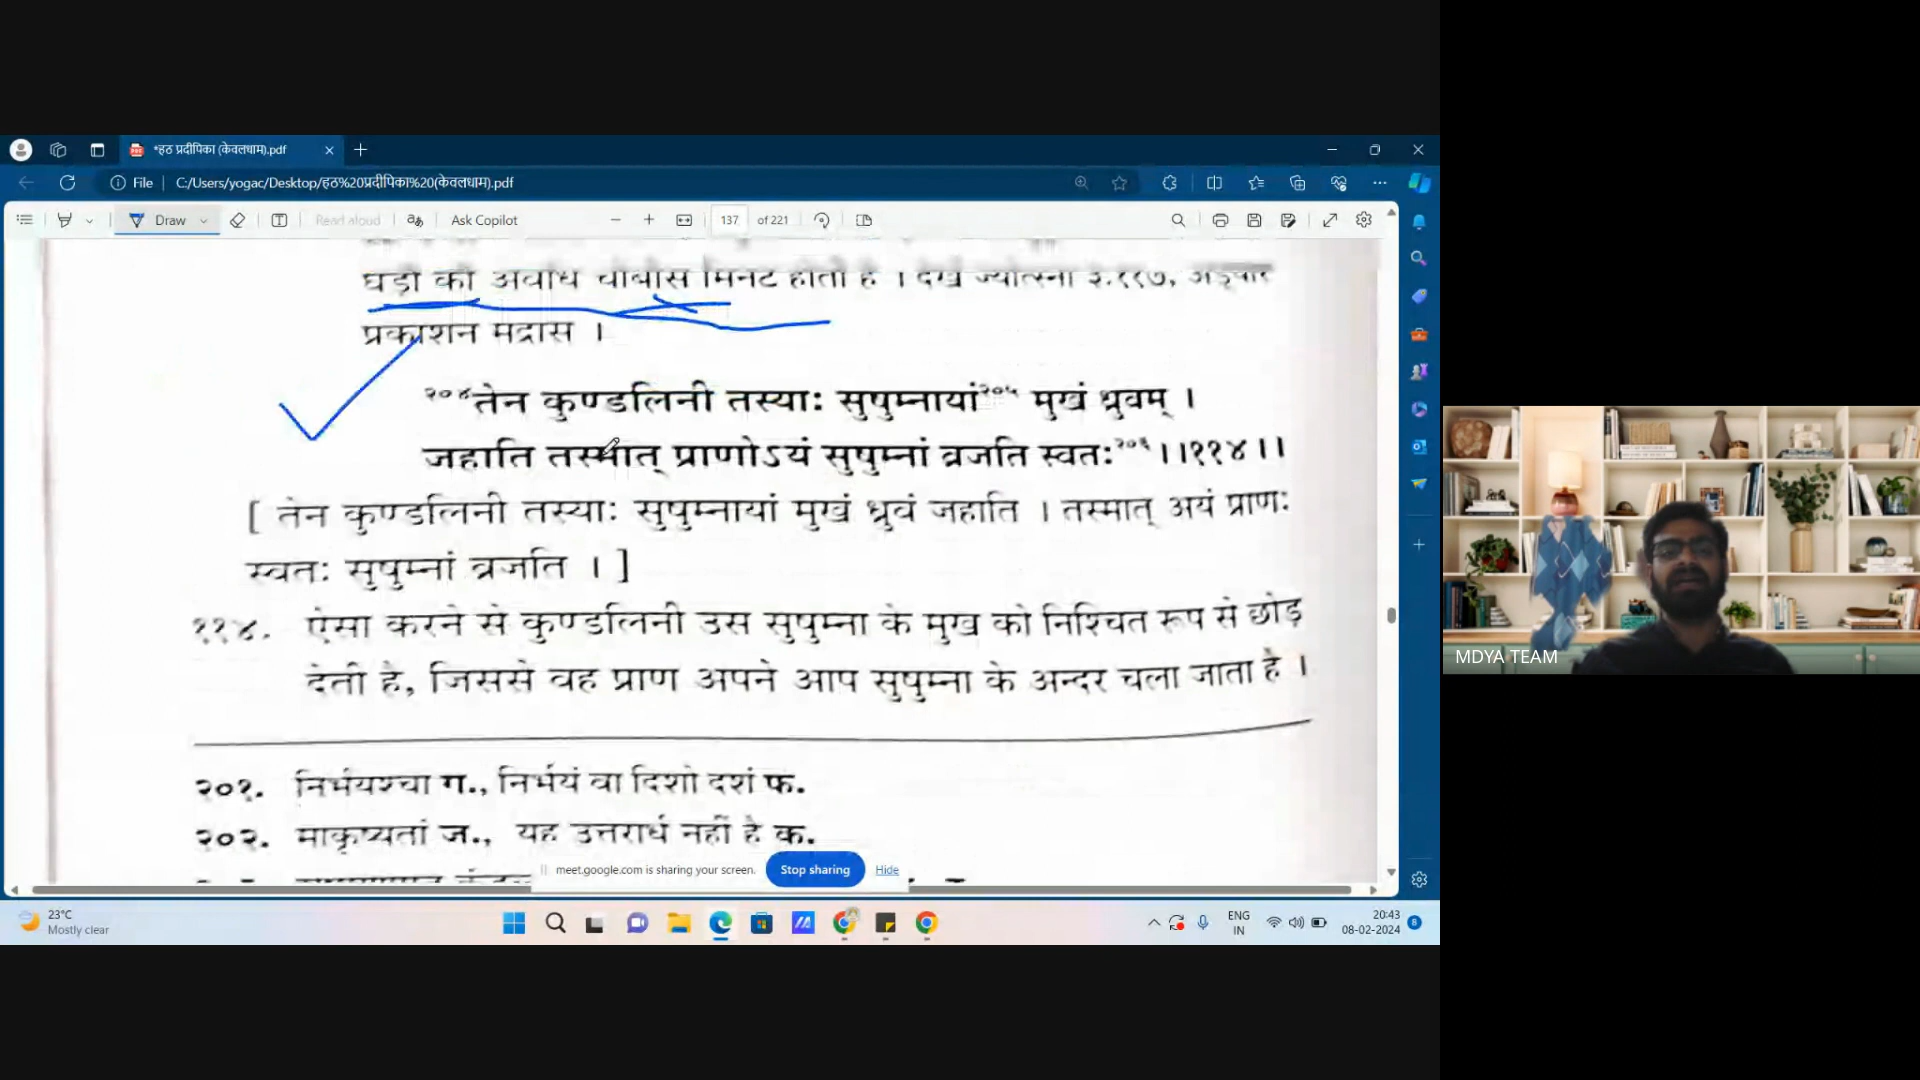 *हठ प्रदीपिका (केवलधाम).pdf
File C:/Users/yogac/Desktop/हठ%20प्रदीपिका%20(केवलधाम).pdf
Draw Read aloud Ask Copilot 137 of 221
घड़ी की अवधि चौबीस मिनट होती है । देखें ज्योत्स्ना ३.११७, अड्यार
प्रकाशन मद्रास ।
२०४तेन कुण्डलिनी तस्याः सुषुम्नायां२०५ मुखं ध्रुवम् ।
जहाति तस्मात् प्राणोऽयं सुषुम्नां व्रजति स्वतः२०६।।११४।।
[ तेन कुण्डलिनी तस्याः सुषुम्नायां मुखं ध्रुवं जहाति । तस्मात् अयं प्राणः
स्वतः सुषुम्नां व्रजति । ]
११४. ऐसा करने से कुण्डलिनी उस सुषुम्ना के मुख को निश्चित रूप से छोड़
देती है, जिससे वह प्राण अपने आप सुषुम्ना के अन्दर चला जाता है ।
२०१. निर्भयश्चा ग., निर्भयं वा दिशो दशं फ.
२०२. माकृष्यतां ज., यह उत्तरार्ध नहीं है क.
meet.google.com is sharing your screen. Stop sharing Hide
MDYA TEAM
23°C
Mostly clear
ENG
IN
20:43
08-02-2024
8